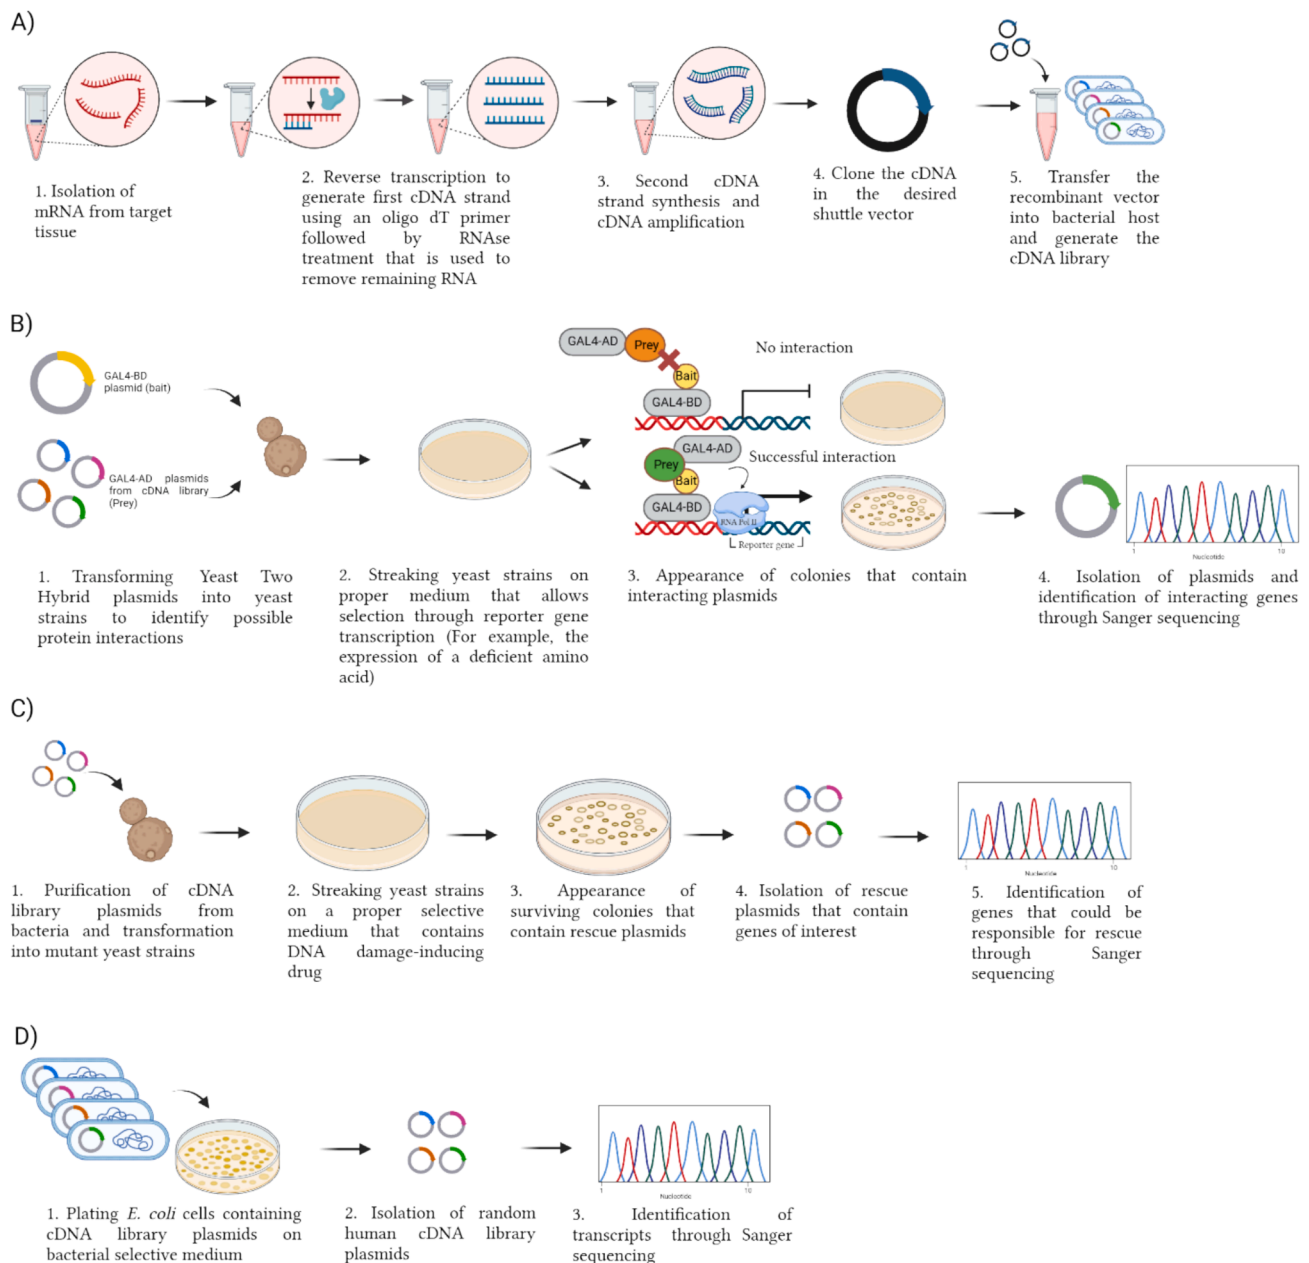 A)
1. Isolation of
mRNA from target
tissue
2. Reverse transcription to
generate first cDNA strand
using an oligo dT primer
followed by RNAse
treatment that is used to
remove remaining RNA
3. Second cDNA
strand synthesis and
cDNA amplification
4. Clone the cDNA
in the desired
shuttle vector
5. Transfer the
recombinant vector
into bacterial host
and generate the
cDNA library
B)
GAL4-BD
plasmid (bait)
GAL4-AD plasmids
from cDNA library
(Prey)
GAL4-AD
Prey
Bait
GAL4-BD
No interaction
GAL4-AD
Prey
Bait
GAL4-BD
Successful interaction
RNA Pol II
Reporter gene
1
10
Nucleotide
1. Transforming Yeast Two
Hybrid plasmids into yeast
strains to identify possible
protein interactions
2. Streaking yeast strains on
proper medium that allows
selection through reporter gene
transcription (For example, the
expression of a deficient amino
acid)
3. Appearance of colonies that contain
interacting plasmids
4. Isolation of plasmids and
identification of interacting genes
through Sanger sequencing
C)
1
10
Nucleotide
1. Purification of cDNA
library plasmids from
bacteria and transformation
into mutant yeast strains
2. Streaking yeast strains
on a proper selective
medium that contains
DNA damage-inducing
drug
3. Appearance of
surviving colonies that
contain rescue plasmids
4. Isolation of rescue
plasmids that contain
genes of interest
5. Identification of
genes that could be
responsible for rescue
through Sanger
sequencing
D)
1
10
Nucleotide
1. Plating E. coli cells containing
cDNA library plasmids on
bacterial selective medium
2. Isolation of random
human cDNA library
plasmids
3. Identification of
transcripts through Sanger
sequencing